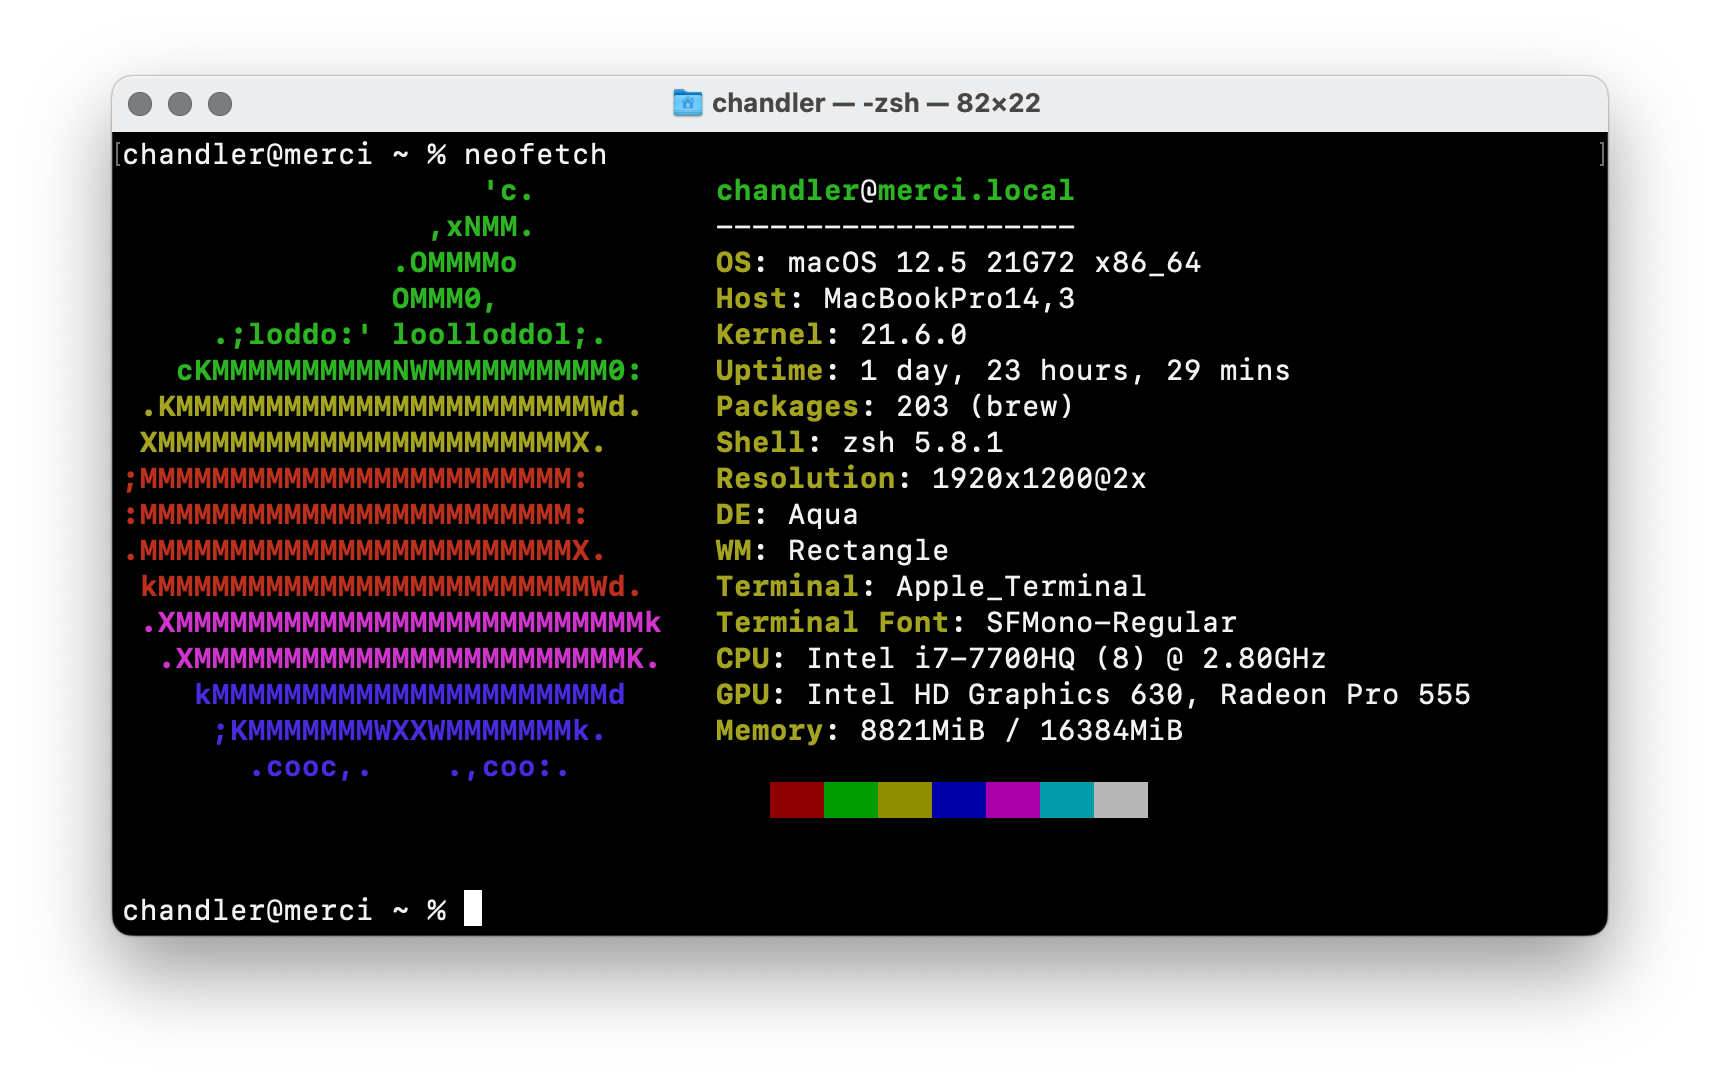 chandler — -zsh — 82×22
chandler@merci ~ % neofetch
                    'c.          chandler@merci.local
                 ,xNMM.          --------------------
               .OMMMMo           OS: macOS 12.5 21G72 x86_64
               OMMM0,            Host: MacBookPro14,3
     .;loddo:' loolloddol;.      Kernel: 21.6.0
   cKMMMMMMMMMMNWMMMMMMMMMM0:    Uptime: 1 day, 23 hours, 29 mins
 .KMMMMMMMMMMMMMMMMMMMMMMMWd.    Packages: 203 (brew)
 XMMMMMMMMMMMMMMMMMMMMMMMX.      Shell: zsh 5.8.1
;MMMMMMMMMMMMMMMMMMMMMMMM:       Resolution: 1920x1200@2x
:MMMMMMMMMMMMMMMMMMMMMMMM:       DE: Aqua
.MMMMMMMMMMMMMMMMMMMMMMMMX.      WM: Rectangle
 kMMMMMMMMMMMMMMMMMMMMMMMMWd.    Terminal: Apple_Terminal
 .XMMMMMMMMMMMMMMMMMMMMMMMMMMk   Terminal Font: SFMono-Regular
  .XMMMMMMMMMMMMMMMMMMMMMMMMK.   CPU: Intel i7-7700HQ (8) @ 2.80GHz
    kMMMMMMMMMMMMMMMMMMMMMMd     GPU: Intel HD Graphics 630, Radeon Pro 555
     ;KMMMMMMMWXXWMMMMMMMk.      Memory: 8821MiB / 16384MiB
       .cooc,.    .,coo:.
chandler@merci ~ %